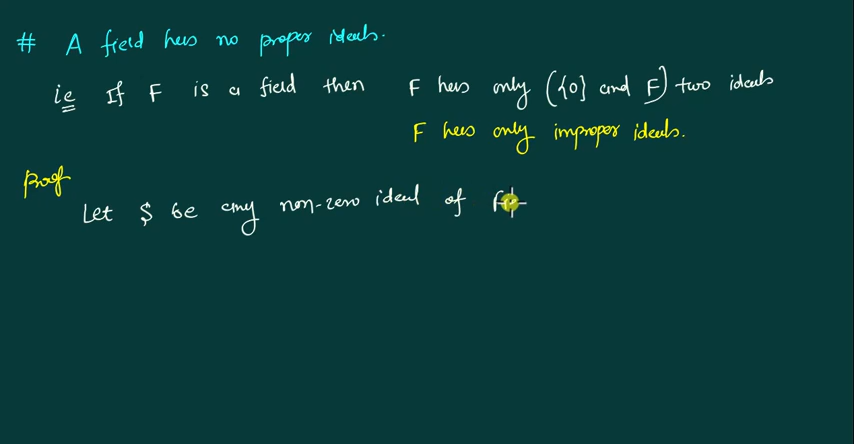 # A field has no proper ideals.
ie If F is a field then F has only ({0} and F) two ideals
F has only improper ideals.
Proof
Let S be any non-zero ideal of F